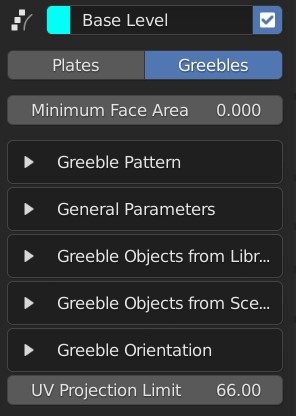 Base Level
Plates Greebles
Minimum Face Area 0.000
Greeble Pattern
General Parameters
Greeble Objects from Libr...
Greeble Objects from Sce...
Greeble Orientation
UV Projection Limit 66.00